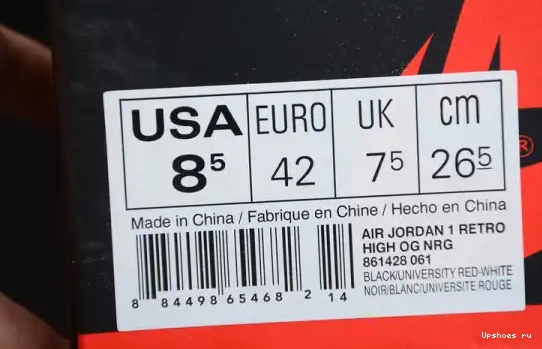 USA EURO UK cm
8⁵ 42 7⁵ 26⁵
Made in China / Fabrique en Chine / Hecho en China
AIR JORDAN 1 RETRO
HIGH OG NRG
861428 061
BLACK/UNIVERSITY RED-WHITE
NOIR/BLANC/UNIVERSITE ROUGE
8 84498 65468 2 14
®
Upshoes ru